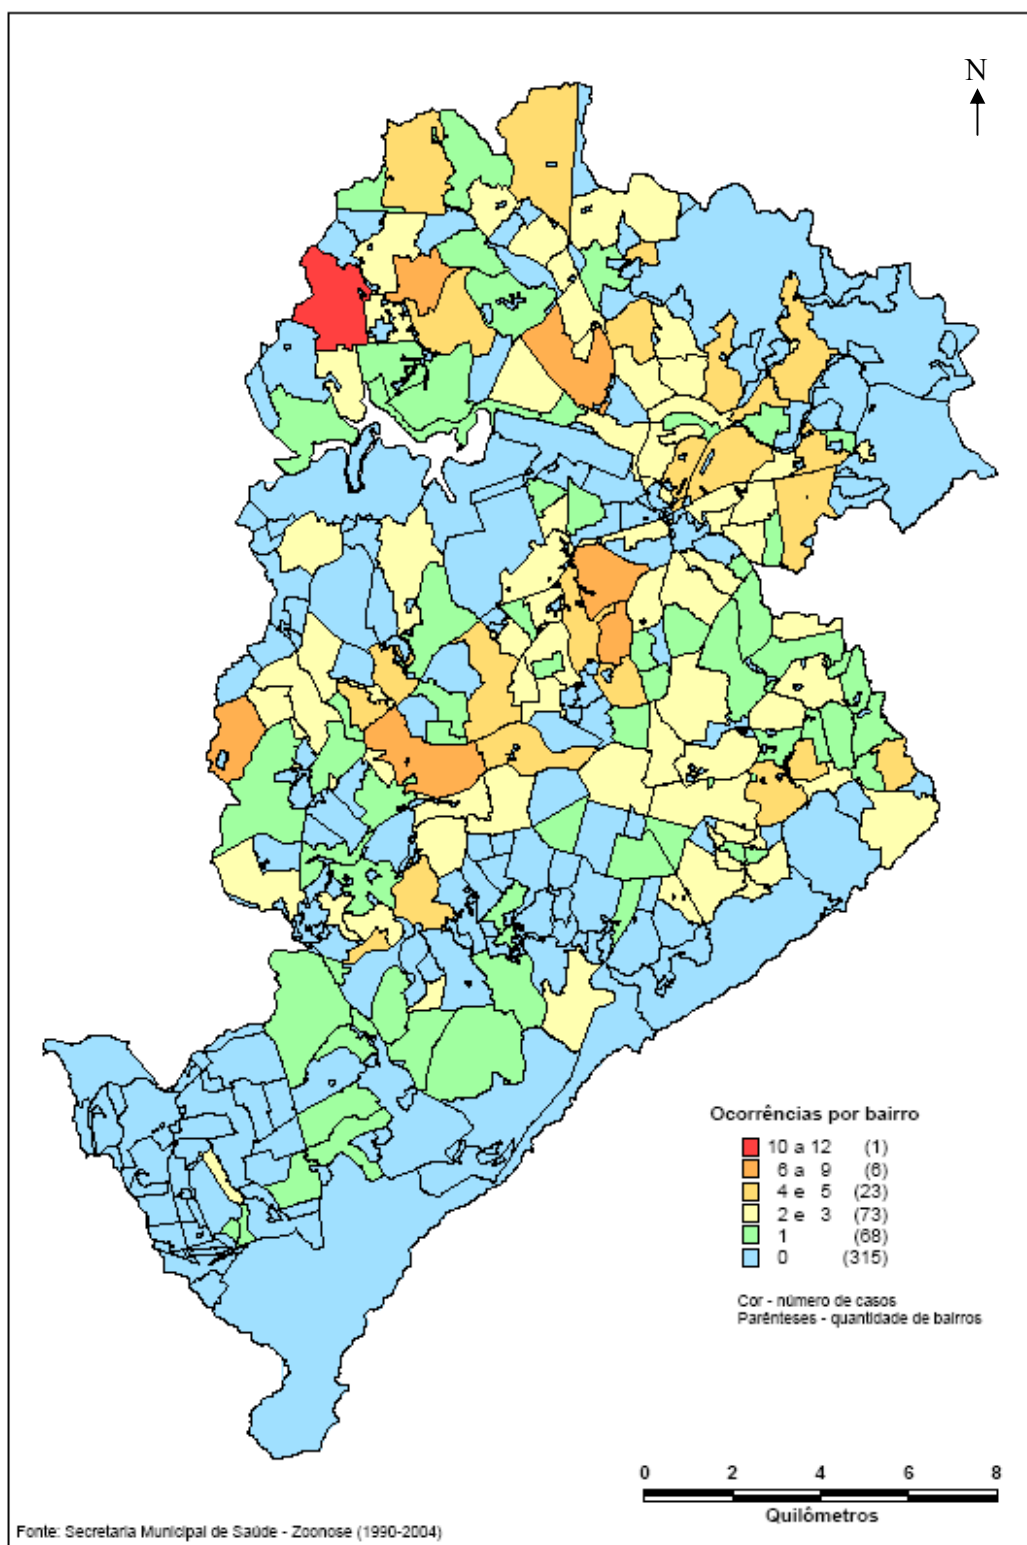 N
Ocorrências por bairro
10 a 12 (1)
6 a 9 (6)
4 e 5 (23)
2 e 3 (73)
1 (68)
0 (315)
Cor - número de casos
Parênteses - quantidade de bairros
0 2 4 6 8
Quilômetros
Fonte: Secretaria Municipal de Saúde - Zoonose (1990-2004)